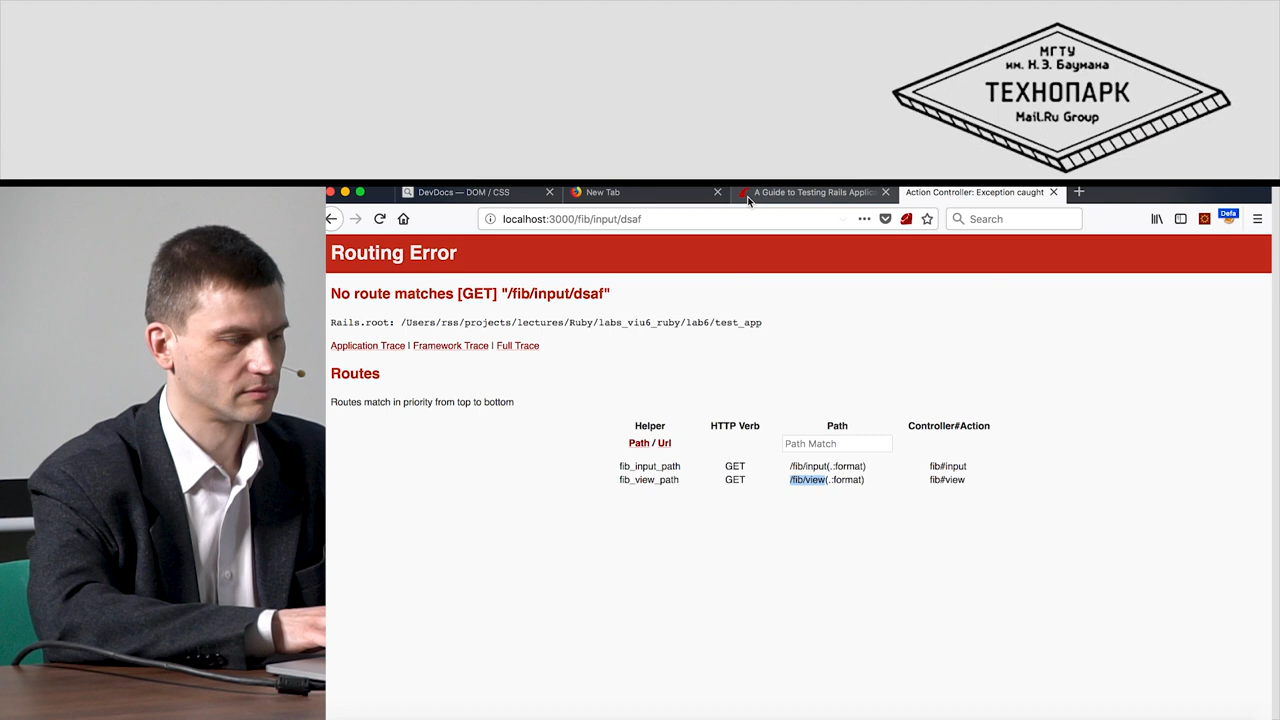 МГТУ
им. Н.Э. Баумана
ТЕХНОПАРК
Mail.Ru Group
DevDocs — DOM / CSS
New Tab
A Guide to Testing Rails Applic
Action Controller: Exception caught
localhost:3000/fib/input/dsaf
Search
Defa
Routing Error
No route matches [GET] "/fib/input/dsaf"
Rails.root: /Users/rss/projects/lectures/Ruby/labs_viu6_ruby/lab6/test_app
Application Trace | Framework Trace | Full Trace
Routes
Routes match in priority from top to bottom
Helper HTTP Verb Path Controller#Action
Path / Url Path Match
fib_input_path GET /fib/input(.:format) fib#input
fib_view_path GET /fib/view(.:format) fib#view